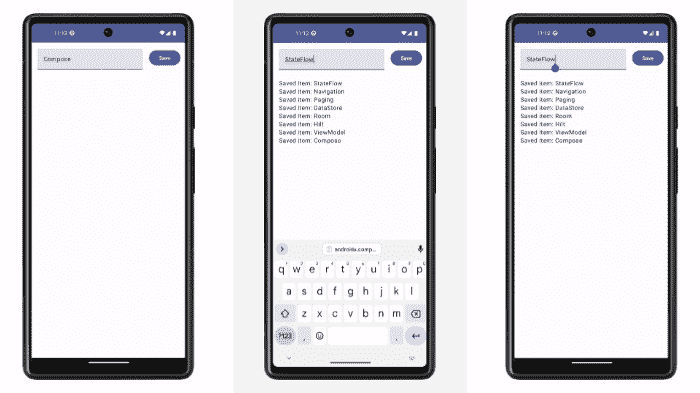 11:12
Compose
Save
11:12
StateFlow
Save
Saved item: StateFlow
Saved item: Navigation
Saved item: Paging
Saved item: DataStore
Saved item: Room
Saved item: Hilt
Saved item: ViewModel
Saved item: Compose
androidx.comp...
q w e r t y u i o p
a s d f g h j k l
z x c v b n m
?123 , .
11:12
StateFlow
Save
Saved item: StateFlow
Saved item: Navigation
Saved item: Paging
Saved item: DataStore
Saved item: Room
Saved item: Hilt
Saved item: ViewModel
Saved item: Compose